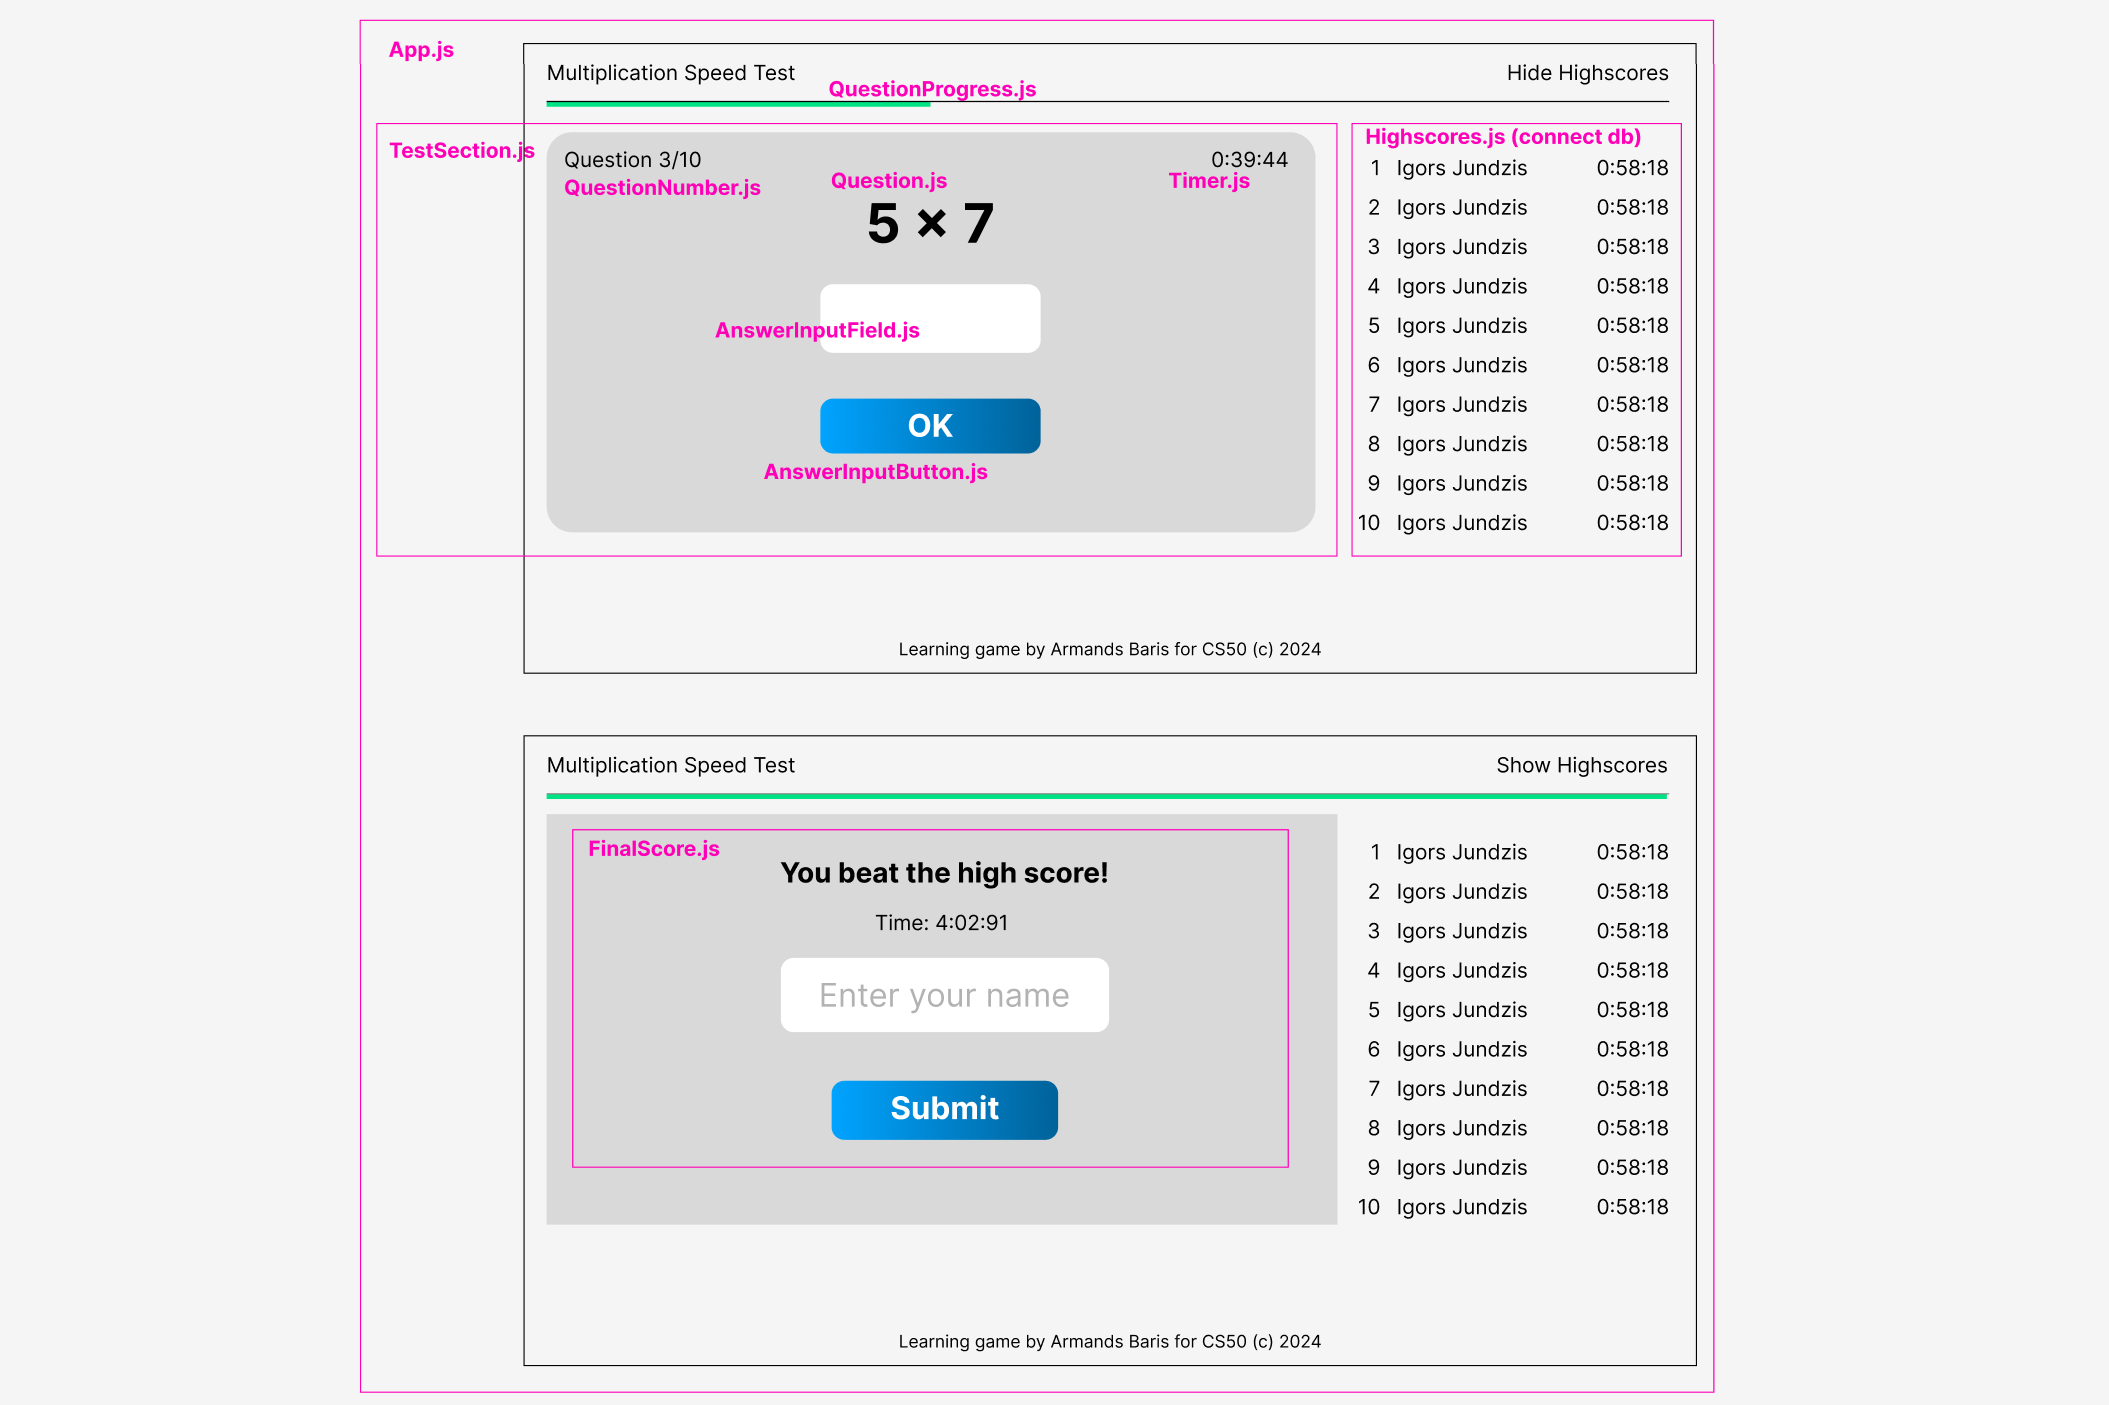 App.js
Multiplication Speed Test
Hide Highscores
QuestionProgress.js
TestSection.js
Question 3/10
0:39:44
QuestionNumber.js
Question.js
Timer.js
5 × 7
AnswerInputField.js
OK
AnswerInputButton.js
Highscores.js (connect db)
1 Igors Jundzis 0:58:18
2 Igors Jundzis 0:58:18
3 Igors Jundzis 0:58:18
4 Igors Jundzis 0:58:18
5 Igors Jundzis 0:58:18
6 Igors Jundzis 0:58:18
7 Igors Jundzis 0:58:18
8 Igors Jundzis 0:58:18
9 Igors Jundzis 0:58:18
10 Igors Jundzis 0:58:18
Learning game by Armands Baris for CS50 (c) 2024
Multiplication Speed Test
Show Highscores
FinalScore.js
You beat the high score!
Time: 4:02:91
Enter your name
Submit
1 Igors Jundzis 0:58:18
2 Igors Jundzis 0:58:18
3 Igors Jundzis 0:58:18
4 Igors Jundzis 0:58:18
5 Igors Jundzis 0:58:18
6 Igors Jundzis 0:58:18
7 Igors Jundzis 0:58:18
8 Igors Jundzis 0:58:18
9 Igors Jundzis 0:58:18
10 Igors Jundzis 0:58:18
Learning game by Armands Baris for CS50 (c) 2024